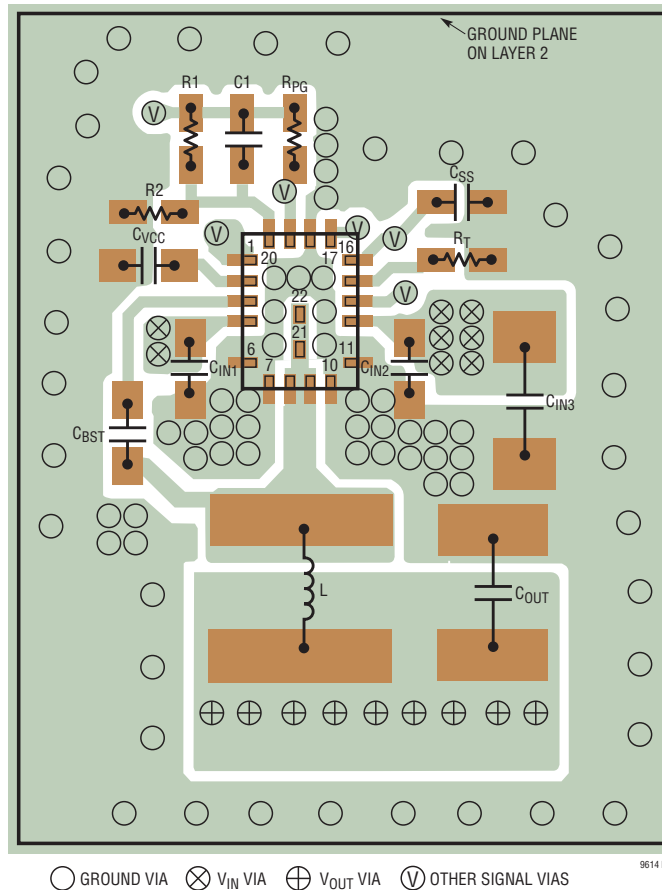 GROUND PLANE
ON LAYER 2
R1 C1 RPG
V
CSS
V
R2
V V V
CVCC
1 20 17 16
RT
V
22
21
6 7 10 11
CIN1 CIN2
CIN3
CBST
L
COUT
9614
GROUND VIA VIN VIA VOUT VIA V OTHER SIGNAL VIAS